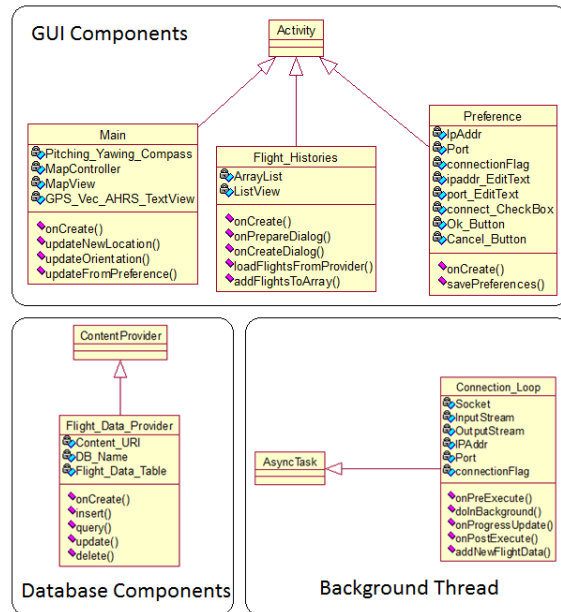 GUI Components
Activity
Main
Pitching_Yawing_Compass
MapController
MapView
GPS_Vec_AHRS_TextView
onCreate()
updateNewLocation()
updateOrientation()
updateFromPreference()
Flight_Histories
ArrayList
ListView
onCreate()
onPrepareDialog()
onCreateDialog()
loadFlightsFromProvider()
addFlightsToArray()
Preference
IpAddr
Port
connectionFlag
ipaddr_EditText
port_EditText
connect_CheckBox
Ok_Button
Cancel_Button
onCreate()
savePreferences()
ContentProvider
Flight_Data_Provider
Content_URI
DB_Name
Flight_Data_Table
onCreate()
insert()
query()
update()
delete()
Database Components
AsyncTask
Connection_Loop
Socket
InputStream
OutputStream
IPAddr
Port
connectionFlag
onPreExecute()
doInBackground()
onProgressUpdate()
onPostExecute()
addNewFlightData()
Background Thread